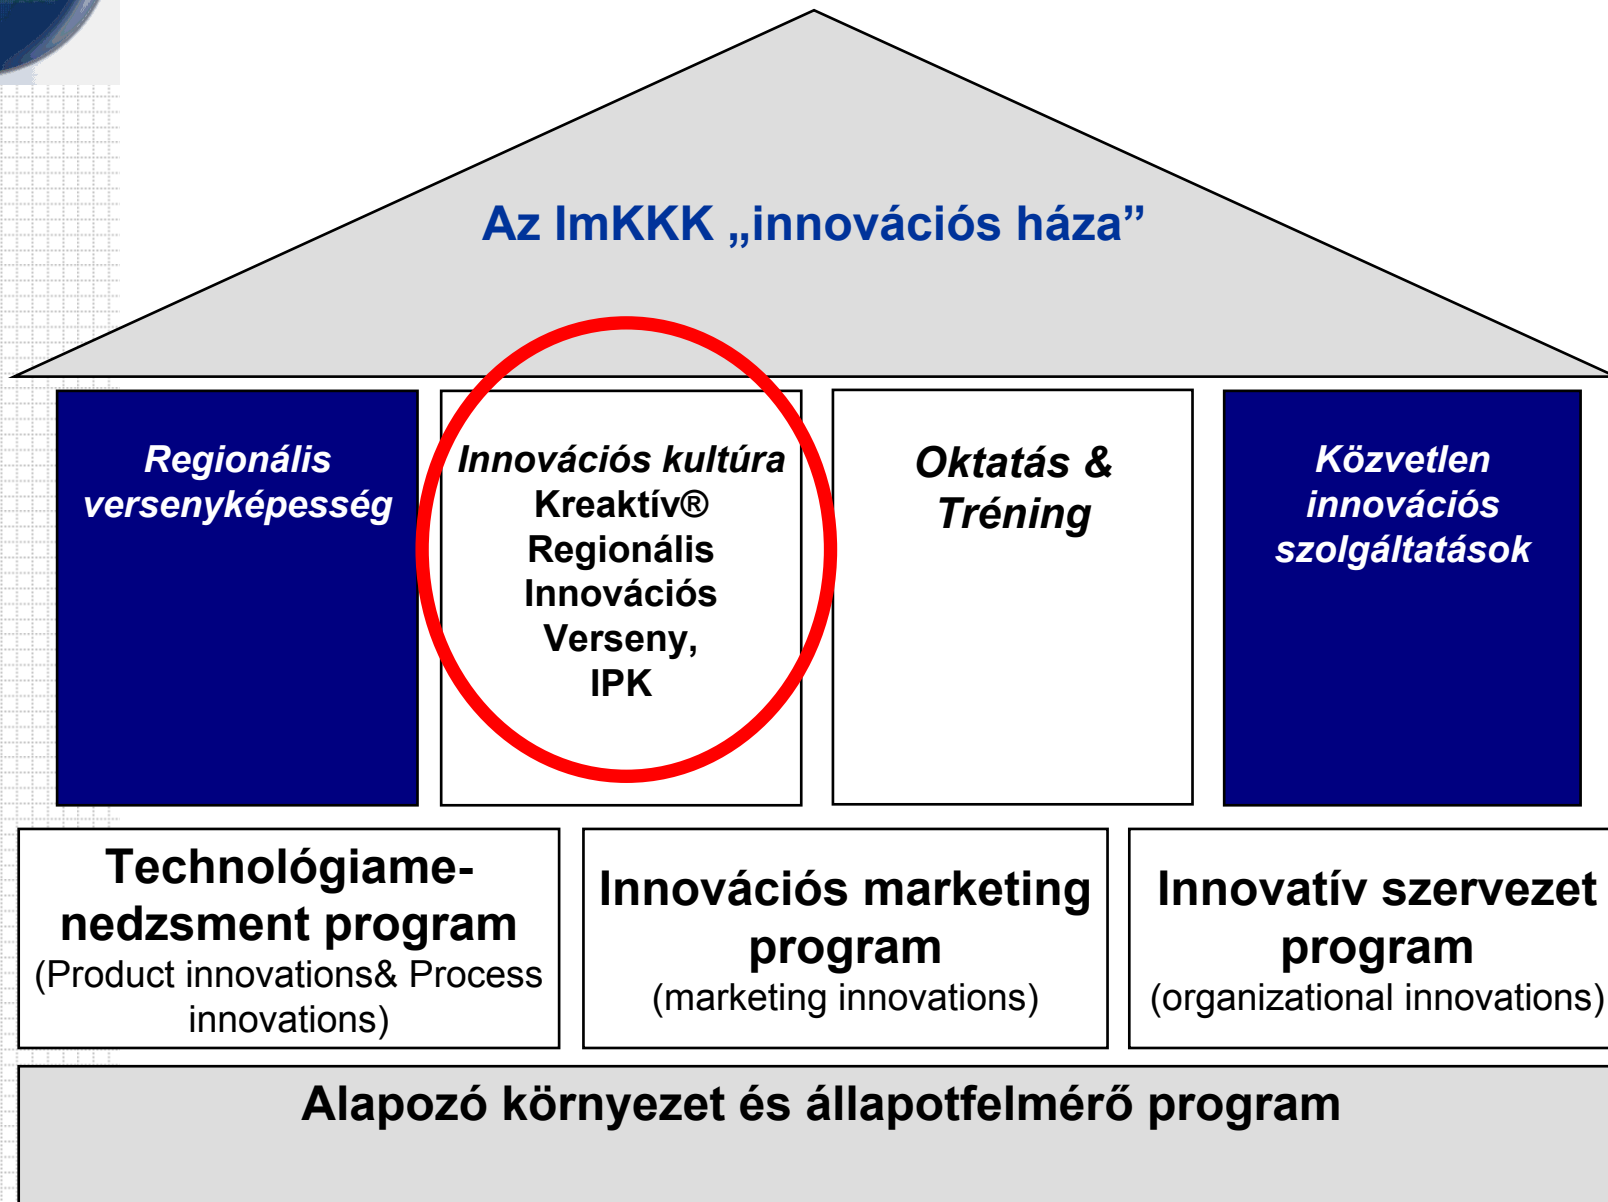 Az ImKKK „innovációs háza”
Regionális
versenyképesség
Innovációs kultúra
Kreaktív®
Regionális
Innovációs
Verseny,
IPK
Oktatás &
Tréning
Közvetlen
innovációs
szolgáltatások
Technológiame-
nedzsment program
(Product innovations& Process
innovations)
Innovációs marketing
program
(marketing innovations)
Innovatív szervezet
program
(organizational innovations)
Alapozó környezet és állapotfelmérő program